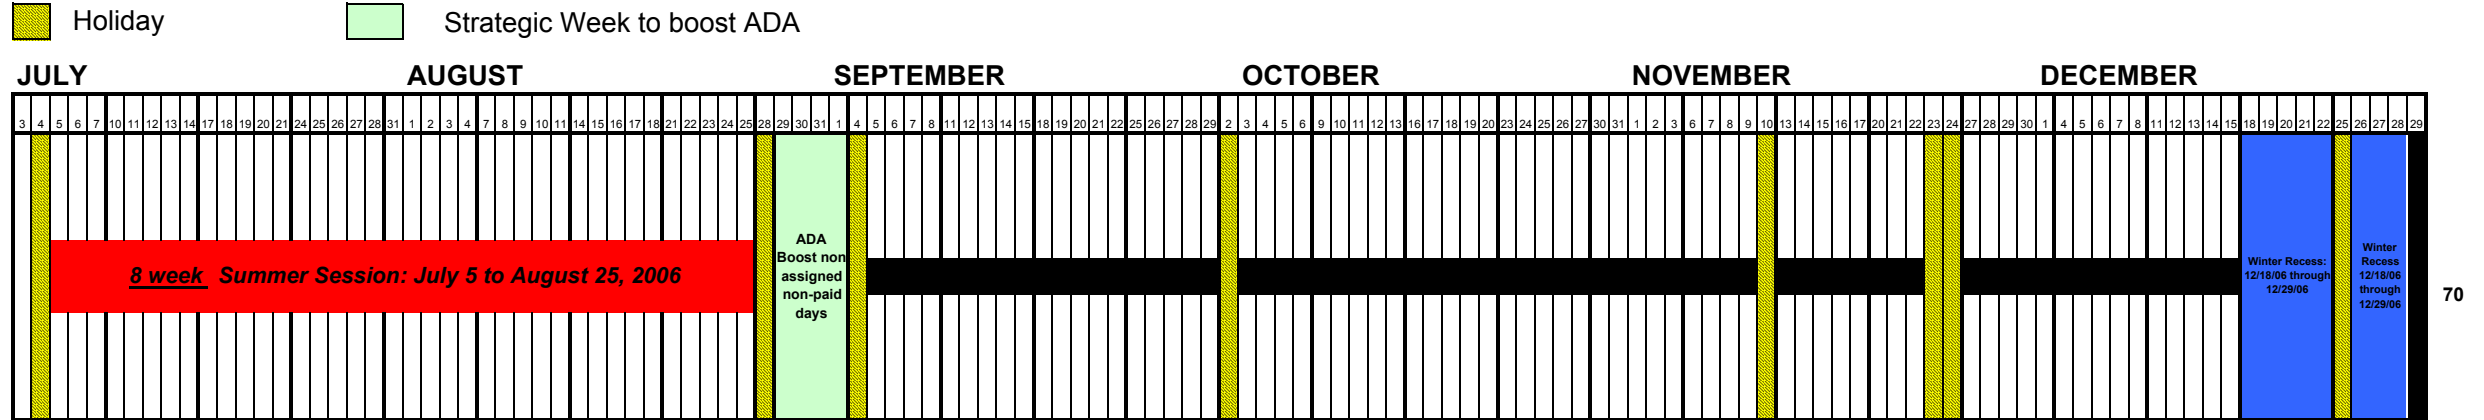 Holiday Strategic Week to boost ADA
JULY AUGUST SEPTEMBER OCTOBER NOVEMBER DECEMBER
3 4 5 6 7 10 11 12 13 14 17 18 19 20 21 24 25 26 27 28 31 1 2 3 4 7 8 9 10 11 14 15 16 17 18 21 22 23 24 25 28 29 30 31 1 4 5 6 7 8 11 12 13 14 15 18 19 20 21 22 25 26 27 28 29 2 3 4 5 6 9 10 11 12 13 16 17 18 19 20 23 24 25 26 27 30 31 1 2 3 6 7 8 9 10 13 14 15 16 17 20 21 22 23 24 27 28 29 30 1 4 5 6 7 8 11 12 13 14 15 18 19 20 21 22 25 26 27 28 29
8 week Summer Session: July 5 to August 25, 2006
ADA
Boost non
assigned
non-paid
days
Winter Recess:
12/18/06 through
12/29/06
Winter
Recess
12/18/06
through
12/29/06
70